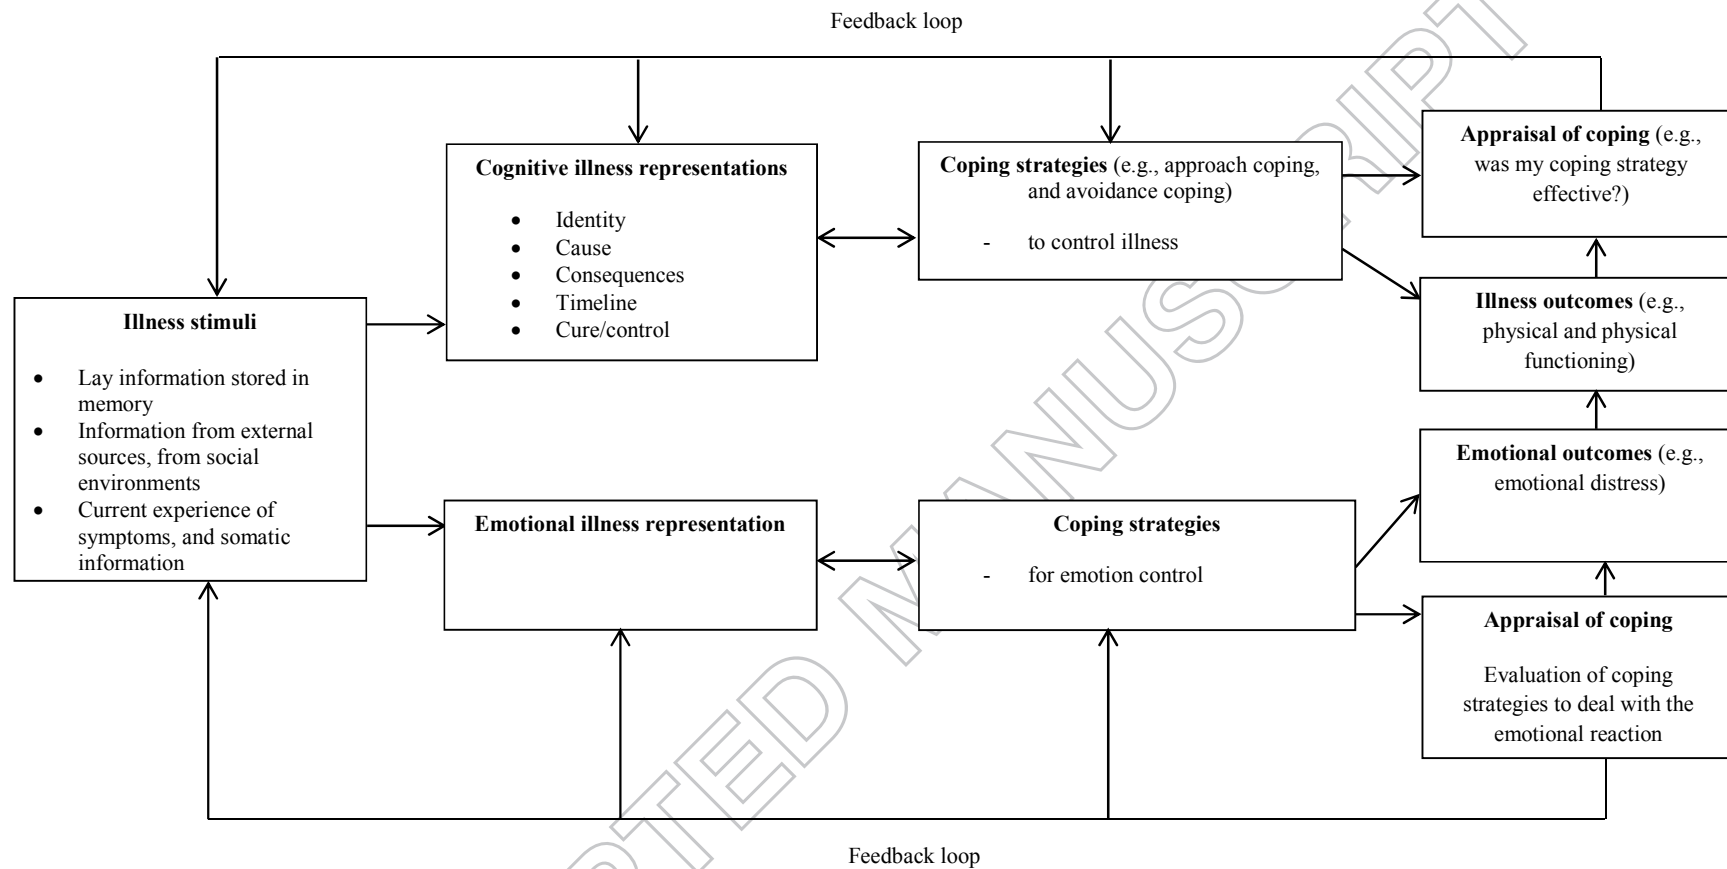 Feedback loop
Cognitive illness representations
• Identity
• Cause
• Consequences
• Timeline
• Cure/control
Coping strategies (e.g., approach coping,
and avoidance coping)
- to control illness
Appraisal of coping (e.g.,
was my coping strategy
effective?)
Illness outcomes (e.g.,
physical and physical
functioning)
Illness stimuli
• Lay information stored in
memory
• Information from external
sources, from social
environments
• Current experience of
symptoms, and somatic
information
Emotional illness representation
Coping strategies
- for emotion control
Emotional outcomes (e.g.,
emotional distress)
Appraisal of coping
Evaluation of coping
strategies to deal with the
emotional reaction
Feedback loop
PTED MANUSCRIPT